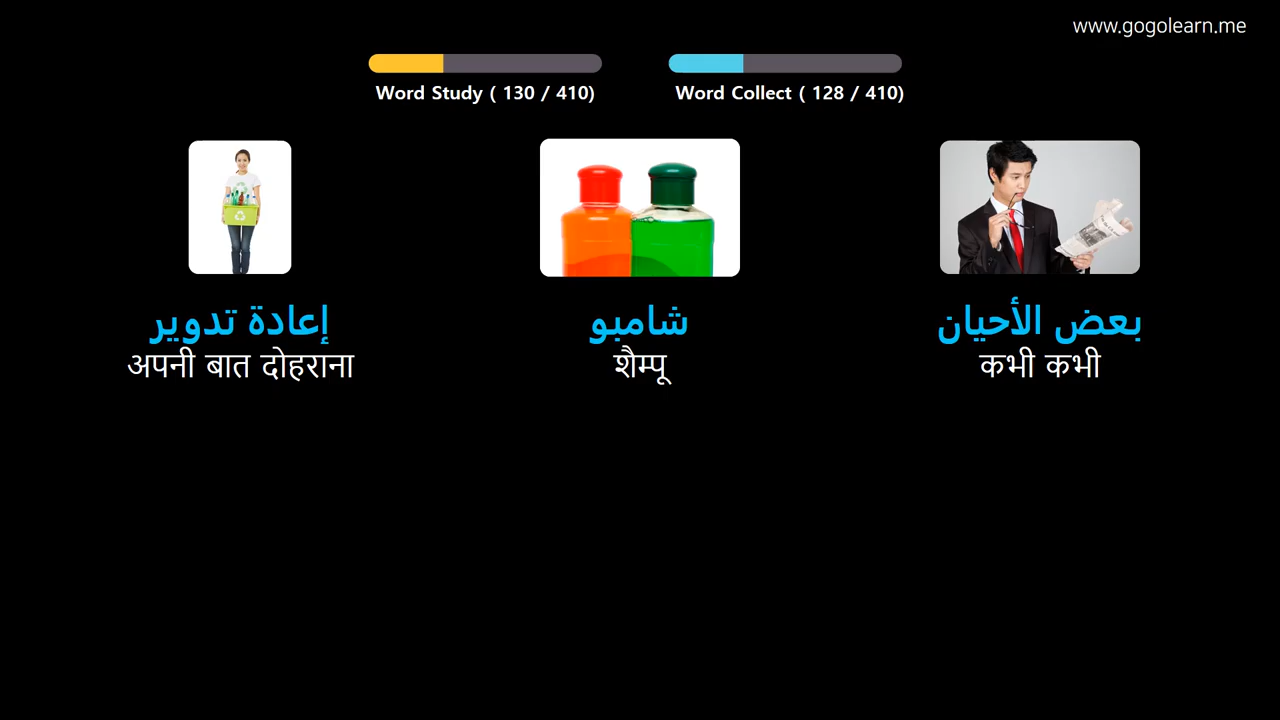 www.gogolearn.me
Word Study ( 130 / 410)
Word Collect ( 128 / 410)
إعادة تدوير
अपनी बात दोहराना
شامبو
शैम्पू
بعض الأحيان
कभी कभी